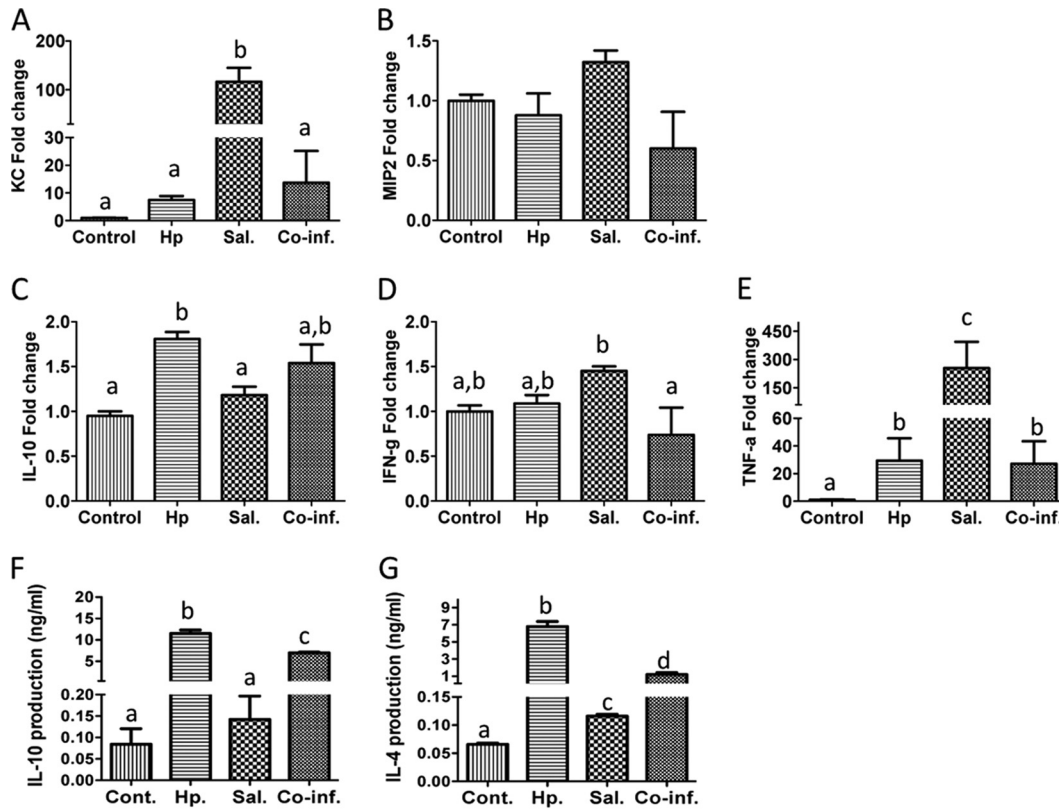 A
KC Fold change
200
100
30
20
10
0
a
a
b
a
Control Hp Sal. Co-inf.
B
MIP2 Fold change
1.5
1.0
0.5
0.0
Control Hp Sal. Co-inf.
C
IL-10 Fold change
2.0
1.5
1.0
0.5
0.0
a
b
a
a,b
Control Hp Sal. Co-inf.
D
IFN-g Fold change
2.0
1.5
1.0
0.5
0.0
a,b
a,b
b
a
Control Hp Sal. Co-inf.
E
TNF-a Fold change
450
300
150
60
40
20
0
a
b
c
b
Control Hp Sal. Co-inf.
F
IL-10 production (ng/ml)
20
15
10
5
0.20
0.15
0.10
0.05
0.00
a
b
a
c
Cont. Hp. Sal. Co-inf.
G
IL-4 production (ng/ml)
9
7
5
3
1
0.15
0.10
0.05
0.00
a
b
c
d
Cont. Hp. Sal. Co-inf.